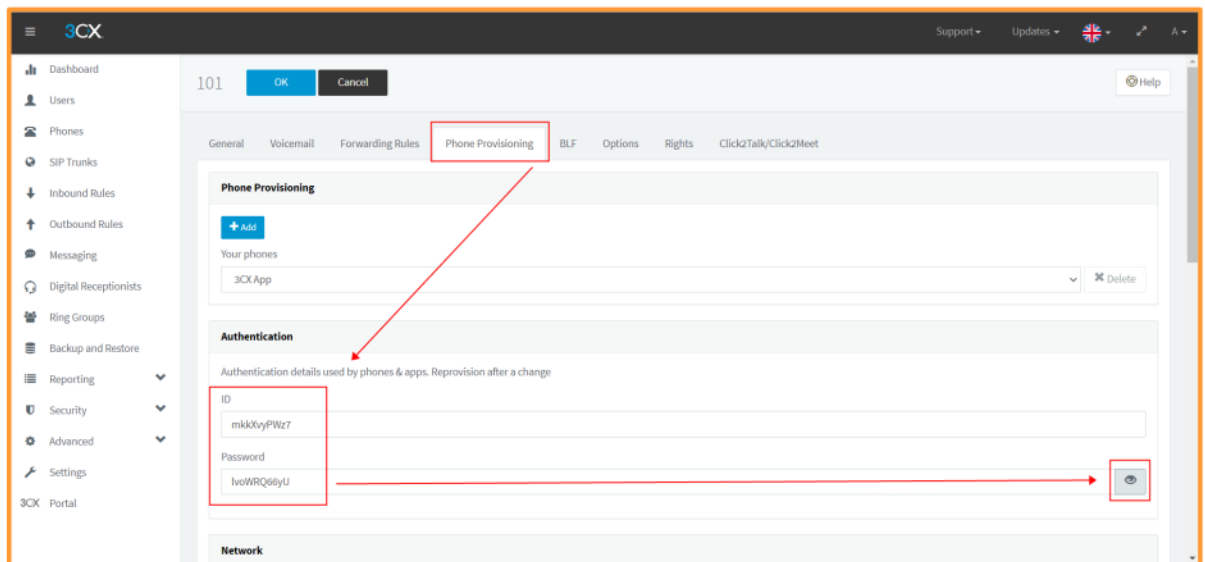 3CX
Support
Updates
A
Dashboard
Users
Phones
SIP Trunks
Inbound Rules
Outbound Rules
Messaging
Digital Receptionists
Ring Groups
Backup and Restore
Reporting
Security
Advanced
Settings
3CX Portal
101 OK Cancel
Help
General Voicemail Forwarding Rules Phone Provisioning BLF Options Rights Click2Talk/Click2Meet
Phone Provisioning
+ Add
Your phones
3CX App
Delete
Authentication
Authentication details used by phones & apps. Reprovision after a change
ID
mkkXvyPWz7
Password
lvoWRQ66yU
Network